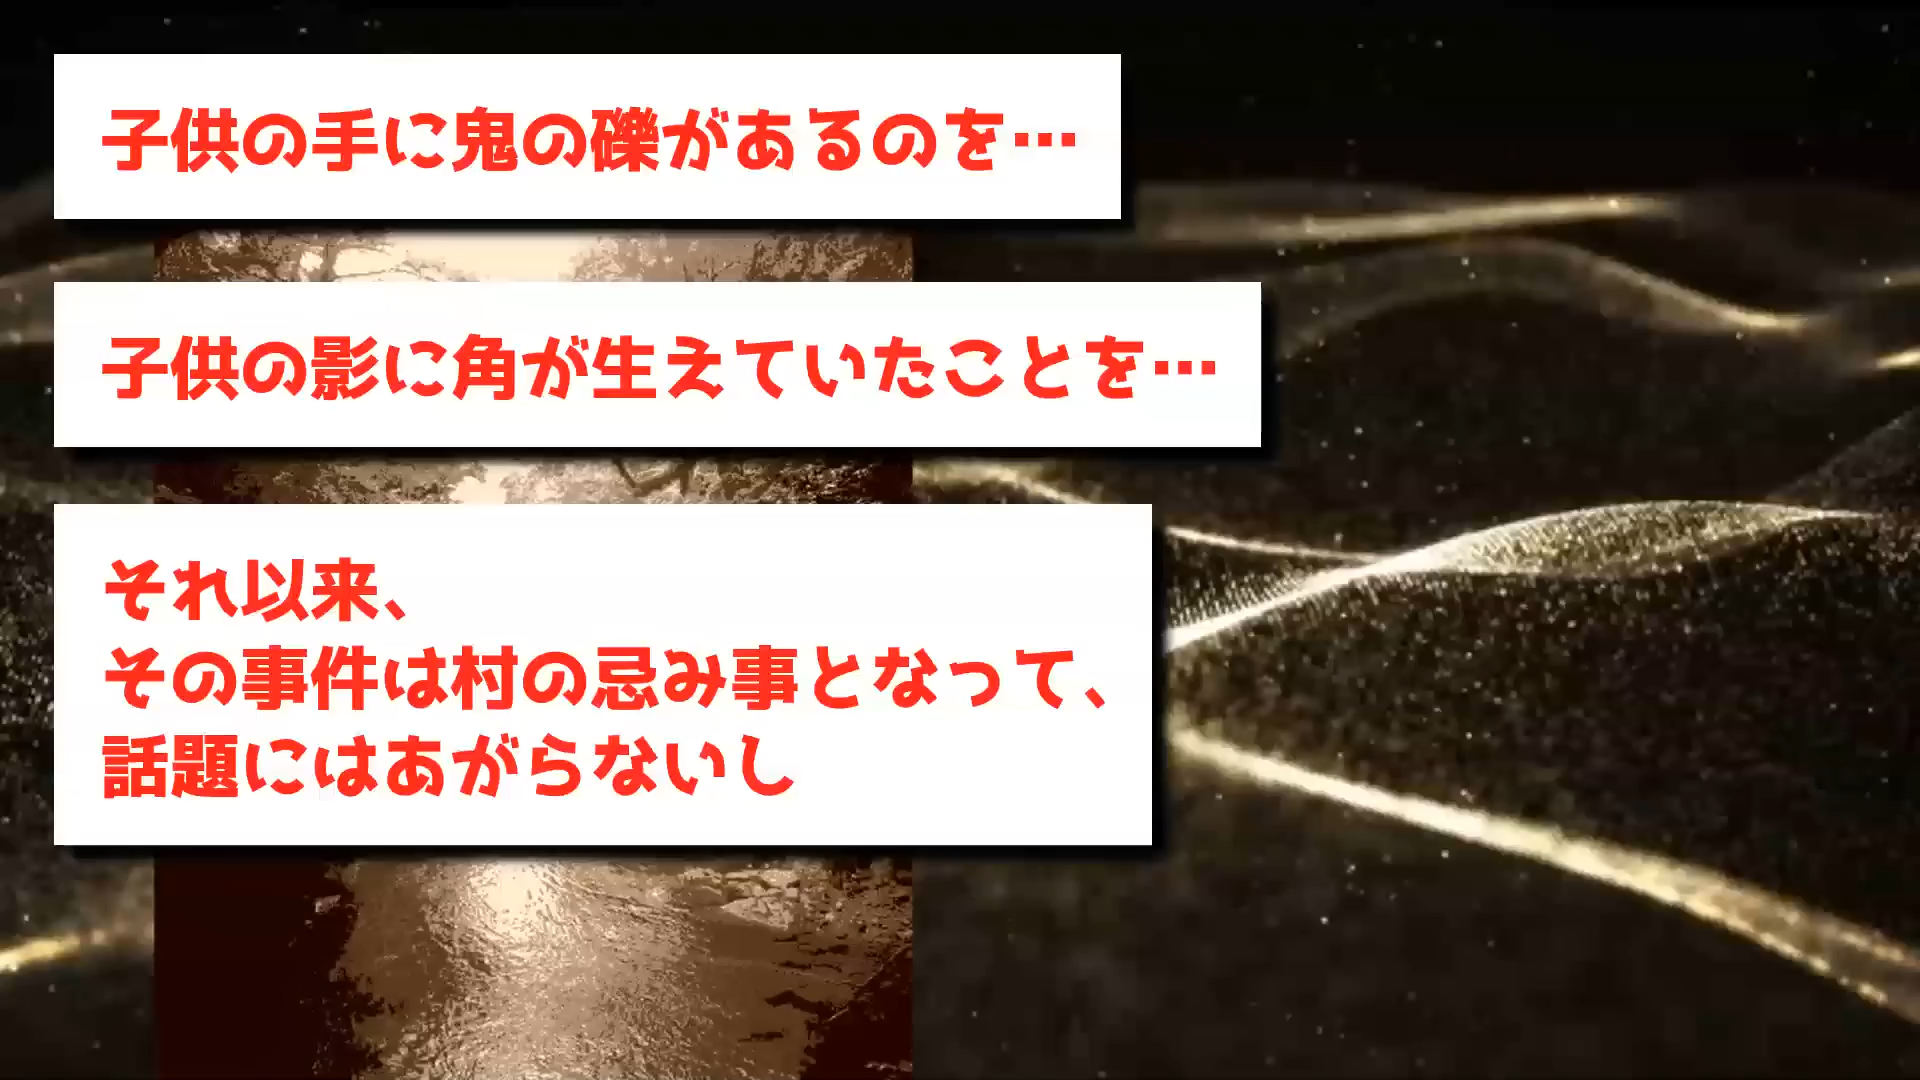 子供の手に鬼の礫があるのを…
子供の影に角が生えていたことを…
それ以来、
その事件は村の忌み事となって、
話題にはあがらないし